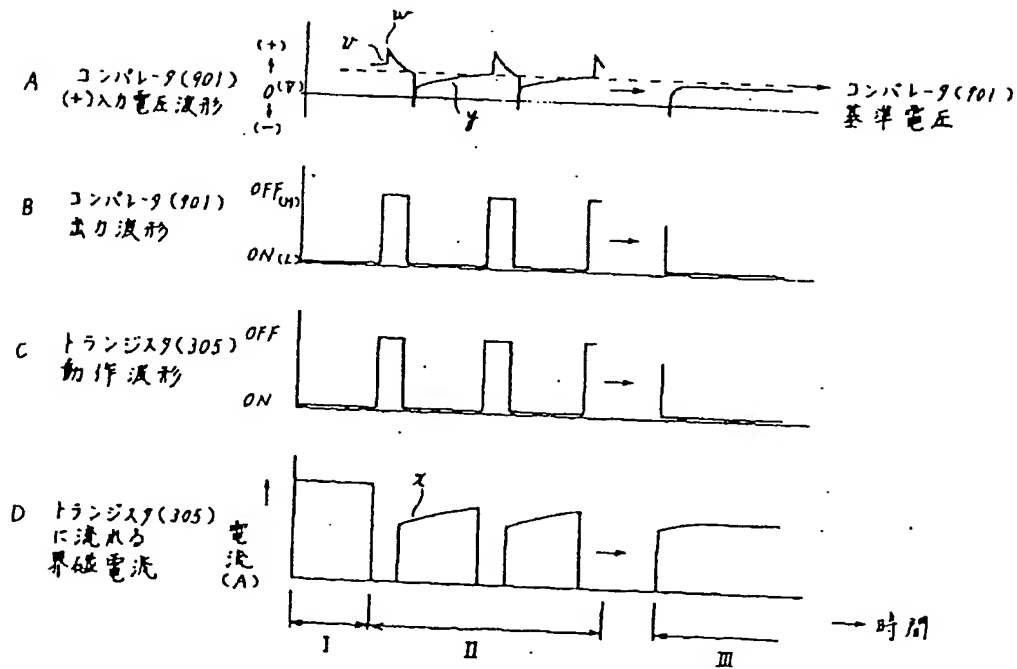 w
v
(+)
↑
0(V)
↓
(-)
A コンパレータ(901)
(+)入力電圧波形
y
→
コンパレータ(901)
基準電圧
B コンパレータ(901)
出力波形
OFF(H)
ON(L)
→
C トランジスタ(305)
動作波形
OFF
ON
→
D トランジスタ(305)
に流れる
界磁電流
電流
(A)
x
→
I
II
III
→ 時間